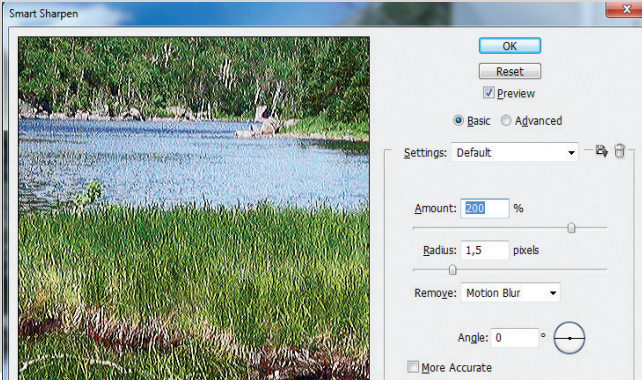 Smart Sharpen
x
OK
Reset
Preview
Basic Advanced
Settings: Default
Amount: 200 %
Radius: 1,5 pixels
Remove: Motion Blur
Angle: 0 °
More Accurate